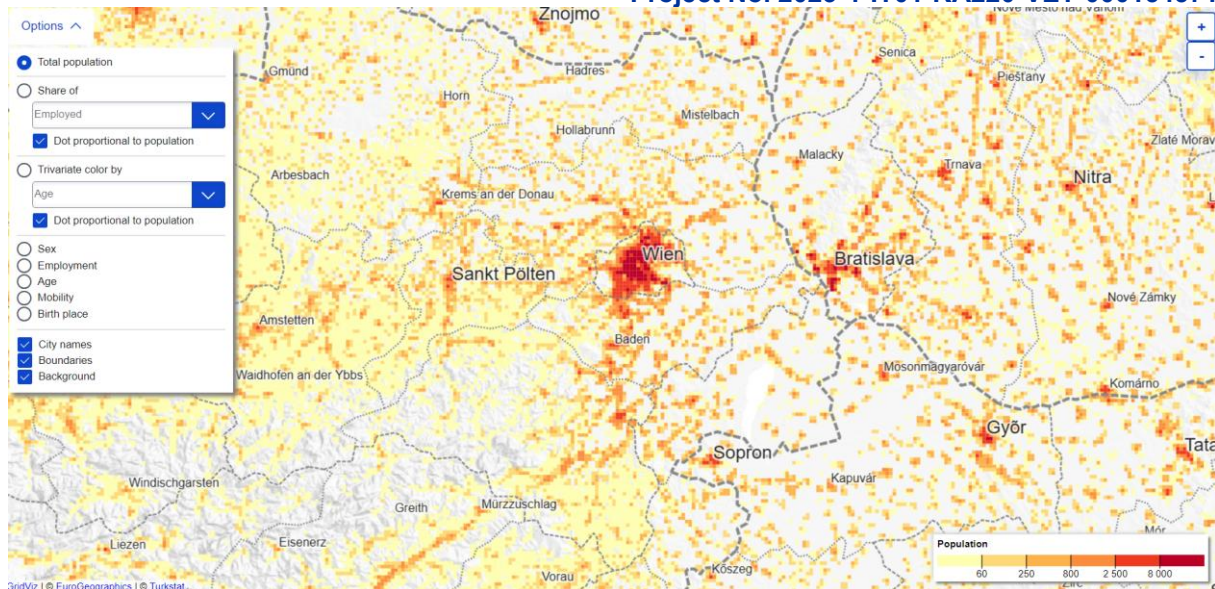 Options
Total population
Share of
Employed
Dot proportional to population
Trivariate color by
Age
Dot proportional to population
Sex
Employment
Age
Mobility
Birth place
City names
Boundaries
Background
+
-
Znojmo
Gmünd
Hadres
Senica
Piešťany
Horn
Hollabrunn
Mistelbach
Malacky
Zlaté Morav
Arbesbach
Krems an der Donau
Trnava
Nitra
Wien
Sankt Pölten
Bratislava
Amstetten
Nové Zámky
Baden
Waidhofen an der Ybbs
Mosonmagyaróvár
Komárno
Győr
Sopron
Tata
Windischgarsten
Kapuvár
Greith
Mürzzuschlag
Liezen
Eisenerz
Mór
Vorau
Kőszeg
Population
60 250 800 2 500 8 000
GridViz | © EuroGeographics | © Turkstat